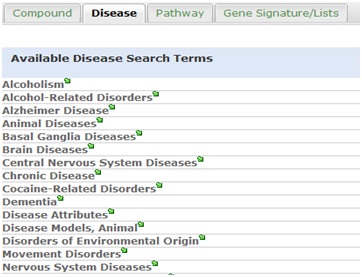 Compound Disease Pathway Gene Signature/Lists
Available Disease Search Terms
Alcoholism
Alcohol-Related Disorders
Alzheimer Disease
Animal Diseases
Basal Ganglia Diseases
Brain Diseases
Central Nervous System Diseases
Chronic Disease
Cocaine-Related Disorders
Dementia
Disease Attributes
Disease Models, Animal
Disorders of Environmental Origin
Movement Disorders
Nervous System Diseases